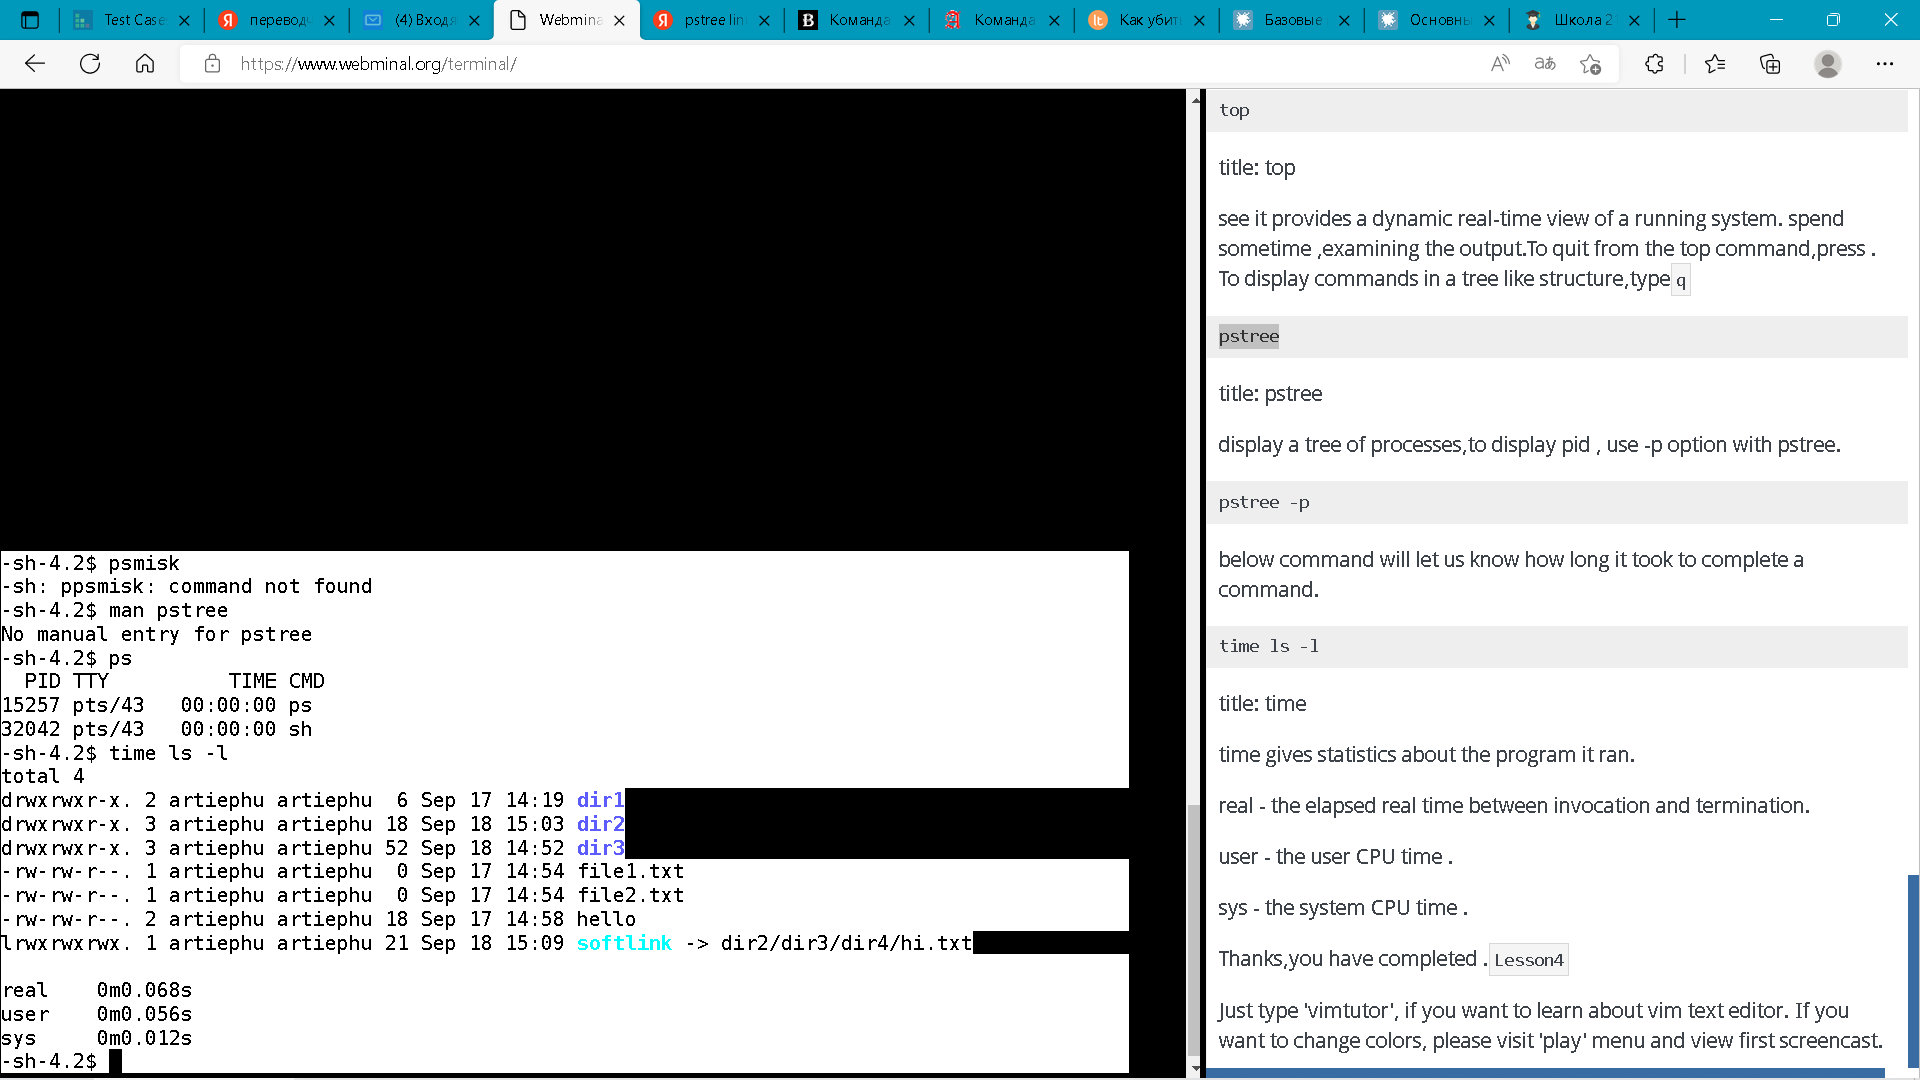 Test Case
переводч
(4) Входя
Webmina
pstree lin
Команда
Команда
Как убит
Базовые
Основны
Школа 21
https://www.webminal.org/terminal/
-sh-4.2$ psmisk
-sh: ppsmisk: command not found
-sh-4.2$ man pstree
No manual entry for pstree
-sh-4.2$ ps
PID TTY          TIME CMD
15257 pts/43   00:00:00 ps
32042 pts/43   00:00:00 sh
-sh-4.2$ time ls -l
total 4
drwxrwxr-x. 2 artiephu artiephu  6 Sep 17 14:19 dir1
drwxrwxr-x. 3 artiephu artiephu 18 Sep 18 15:03 dir2
drwxrwxr-x. 3 artiephu artiephu 52 Sep 18 14:52 dir3
-rw-rw-r--. 1 artiephu artiephu  0 Sep 17 14:54 file1.txt
-rw-rw-r--. 1 artiephu artiephu  0 Sep 17 14:54 file2.txt
-rw-rw-r--. 2 artiephu artiephu 18 Sep 17 14:58 hello
lrwxrwxrwx. 1 artiephu artiephu 21 Sep 18 15:09 softlink -> dir2/dir3/dir4/hi.txt
real    0m0.068s
user    0m0.056s
sys     0m0.012s
-sh-4.2$
top
title: top
see it provides a dynamic real-time view of a running system. spend
sometime ,examining the output.To quit from the top command,press .
To display commands in a tree like structure,type q
pstree
title: pstree
display a tree of processes,to display pid , use -p option with pstree.
pstree -p
below command will let us know how long it took to complete a
command.
time ls -l
title: time
time gives statistics about the program it ran.
real - the elapsed real time between invocation and termination.
user - the user CPU time .
sys - the system CPU time .
Thanks,you have completed . Lesson4
Just type 'vimtutor', if you want to learn about vim text editor. If you
want to change colors, please visit 'play' menu and view first screencast.